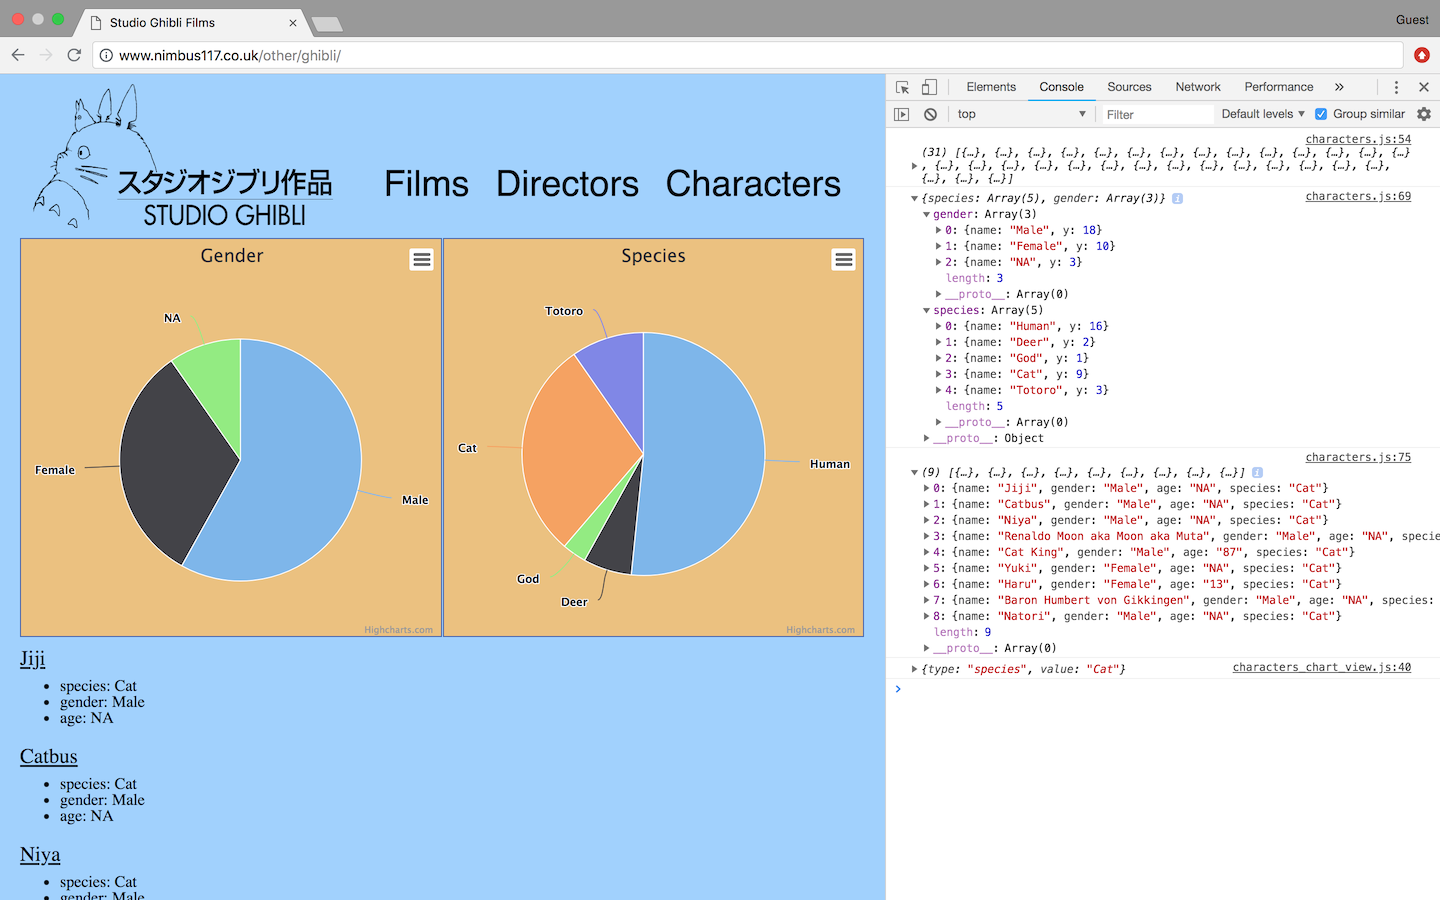 Studio Ghibli Films
Guest
www.nimbus117.co.uk/other/ghibli/
スタジオジブリ作品
STUDIO GHIBLI
Films Directors Characters
Gender
NA
Female
Male
Highcharts.com
Species
Totoro
Cat
Human
God
Deer
Highcharts.com
Jiji
• species: Cat
• gender: Male
• age: NA
Catbus
• species: Cat
• gender: Male
• age: NA
Niya
• species: Cat
• gender: Male
Elements Console Sources Network Performance »
top Filter Default levels ▼ Group similar
characters.js:54
(31) [{…}, {…}, {…}, {…}, {…}, {…}, {…}, {…}, {…}, {…}, {…}, {…}, {…}, {…}
{…}, {…}, {…}, {…}, {…}, {…}, {…}, {…}, {…}, {…}, {…}, {…}, {…}, {…},
{…}, {…}, {…}]
characters.js:69
▼{species: Array(5), gender: Array(3)} i
▼gender: Array(3)
▶0: {name: "Male", y: 18}
▶1: {name: "Female", y: 10}
▶2: {name: "NA", y: 3}
length: 3
▶__proto__: Array(0)
▼species: Array(5)
▶0: {name: "Human", y: 16}
▶1: {name: "Deer", y: 2}
▶2: {name: "God", y: 1}
▶3: {name: "Cat", y: 9}
▶4: {name: "Totoro", y: 3}
length: 5
▶__proto__: Array(0)
▶__proto__: Object
characters.js:75
▼(9) [{…}, {…}, {…}, {…}, {…}, {…}, {…}, {…}, {…}] i
▶0: {name: "Jiji", gender: "Male", age: "NA", species: "Cat"}
▶1: {name: "Catbus", gender: "Male", age: "NA", species: "Cat"}
▶2: {name: "Niya", gender: "Male", age: "NA", species: "Cat"}
▶3: {name: "Renaldo Moon aka Moon aka Muta", gender: "Male", age: "NA", specie
▶4: {name: "Cat King", gender: "Male", age: "87", species: "Cat"}
▶5: {name: "Yuki", gender: "Female", age: "NA", species: "Cat"}
▶6: {name: "Haru", gender: "Female", age: "13", species: "Cat"}
▶7: {name: "Baron Humbert von Gikkingen", gender: "Male", age: "NA", species:
▶8: {name: "Natori", gender: "Male", age: "NA", species: "Cat"}
length: 9
▶__proto__: Array(0)
▶{type: "species", value: "Cat"} characters_chart_view.js:40